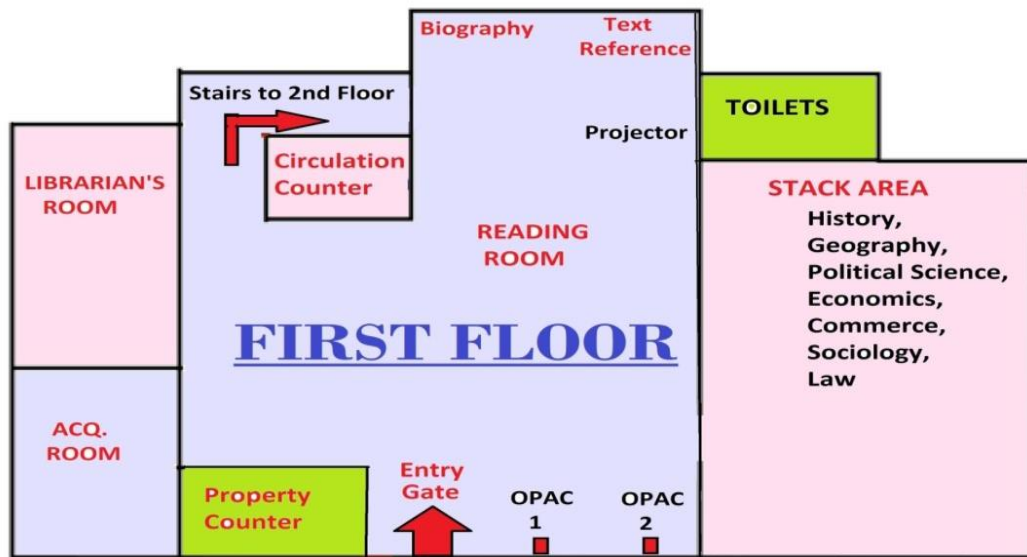 Biography
Text
Reference
Stairs to 2nd Floor
Projector
TOILETS
Circulation
Counter
LIBRARIAN'S
ROOM
STACK AREA
History,
Geography,
Political Science,
Economics,
Commerce,
Sociology,
Law
READING
ROOM
FIRST FLOOR
ACQ.
ROOM
Property
Counter
Entry
Gate
OPAC
1
OPAC
2